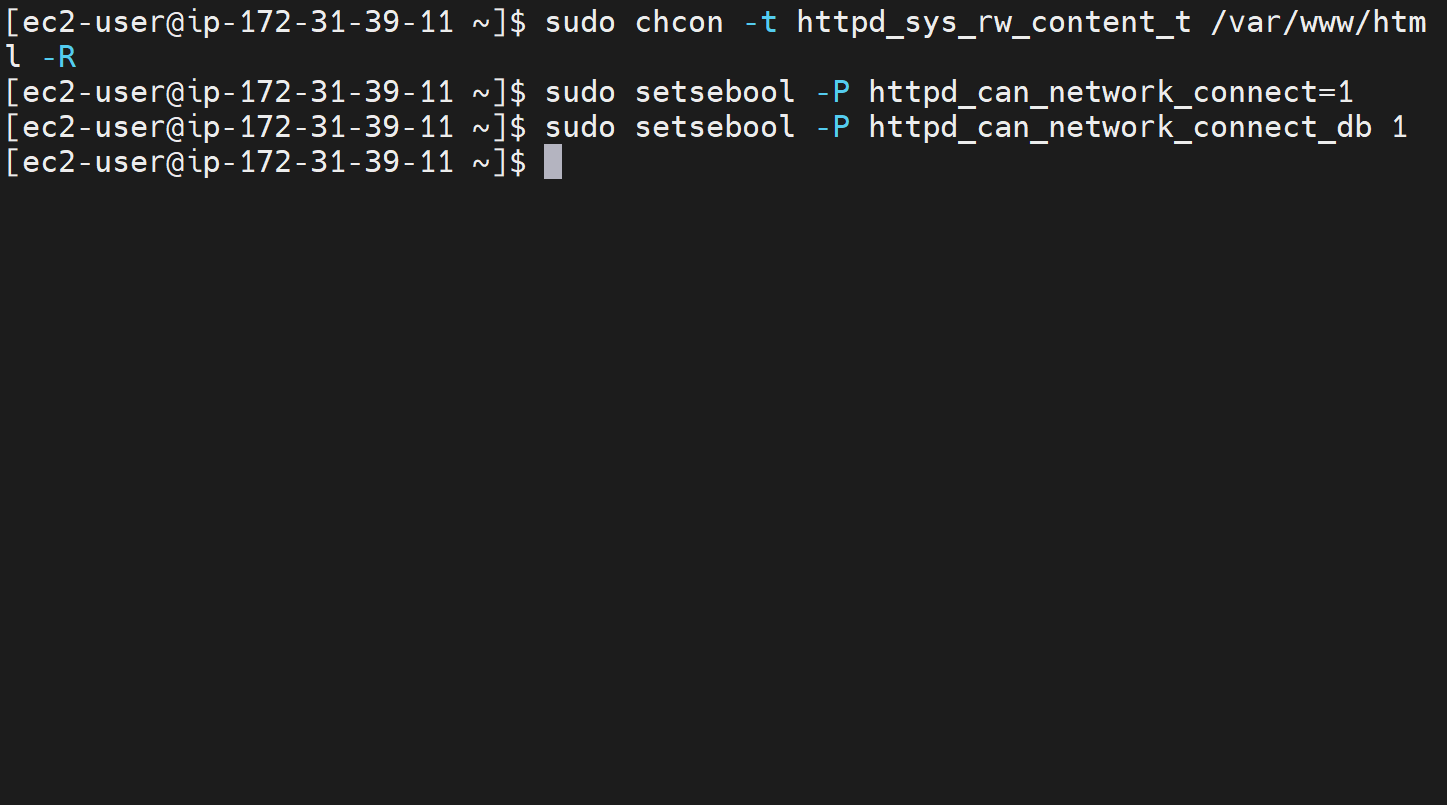 [ec2-user@ip-172-31-39-11 ~]$ sudo chcon -t httpd_sys_rw_content_t /var/www/htm
l -R
[ec2-user@ip-172-31-39-11 ~]$ sudo setsebool -P httpd_can_network_connect=1
[ec2-user@ip-172-31-39-11 ~]$ sudo setsebool -P httpd_can_network_connect_db 1
[ec2-user@ip-172-31-39-11 ~]$